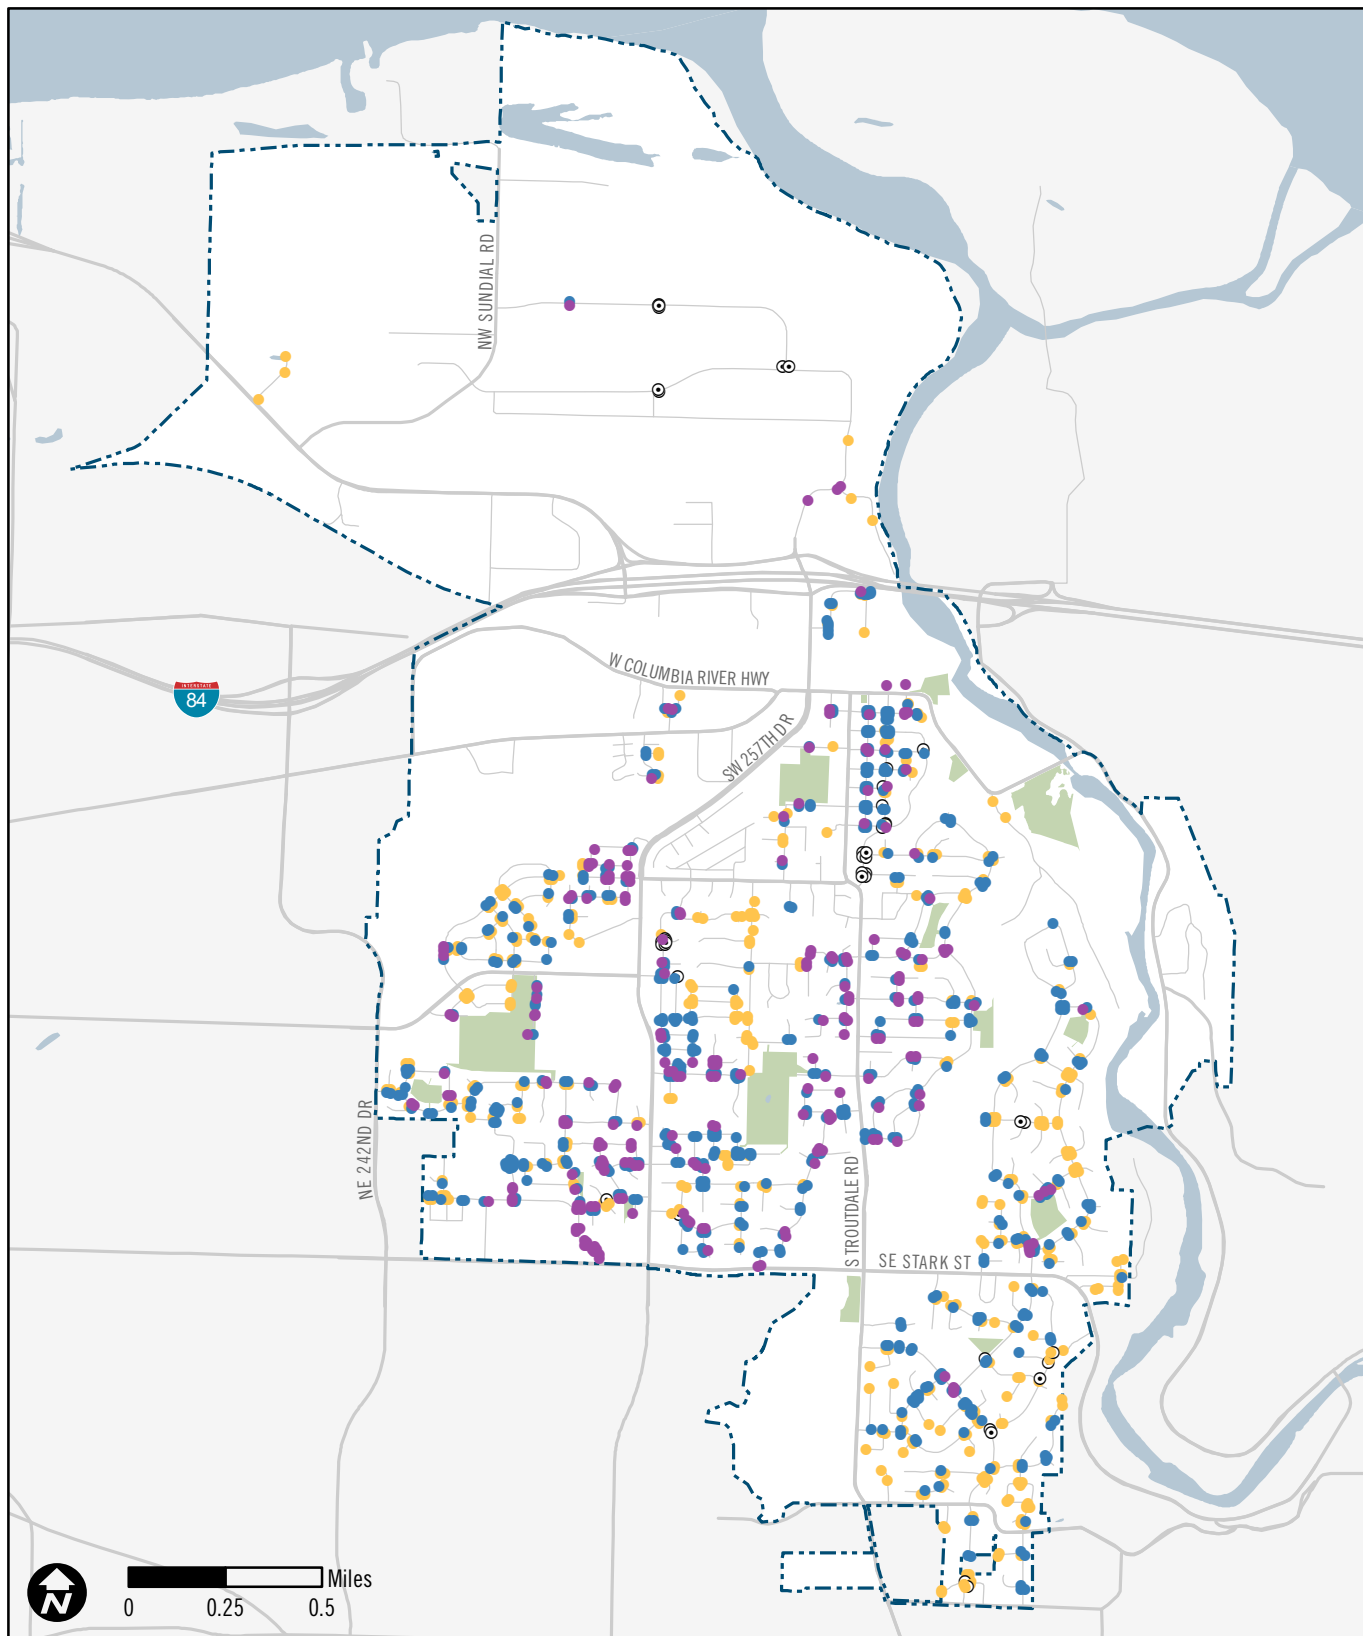 NW SUNDIAL RD
W COLUMBIA RIVER HWY
INTERSTATE
84
SW 257TH DR
NE 242ND DR
S TROUTDALE RD
SE STARK ST
N
Miles
0 0.25 0.5